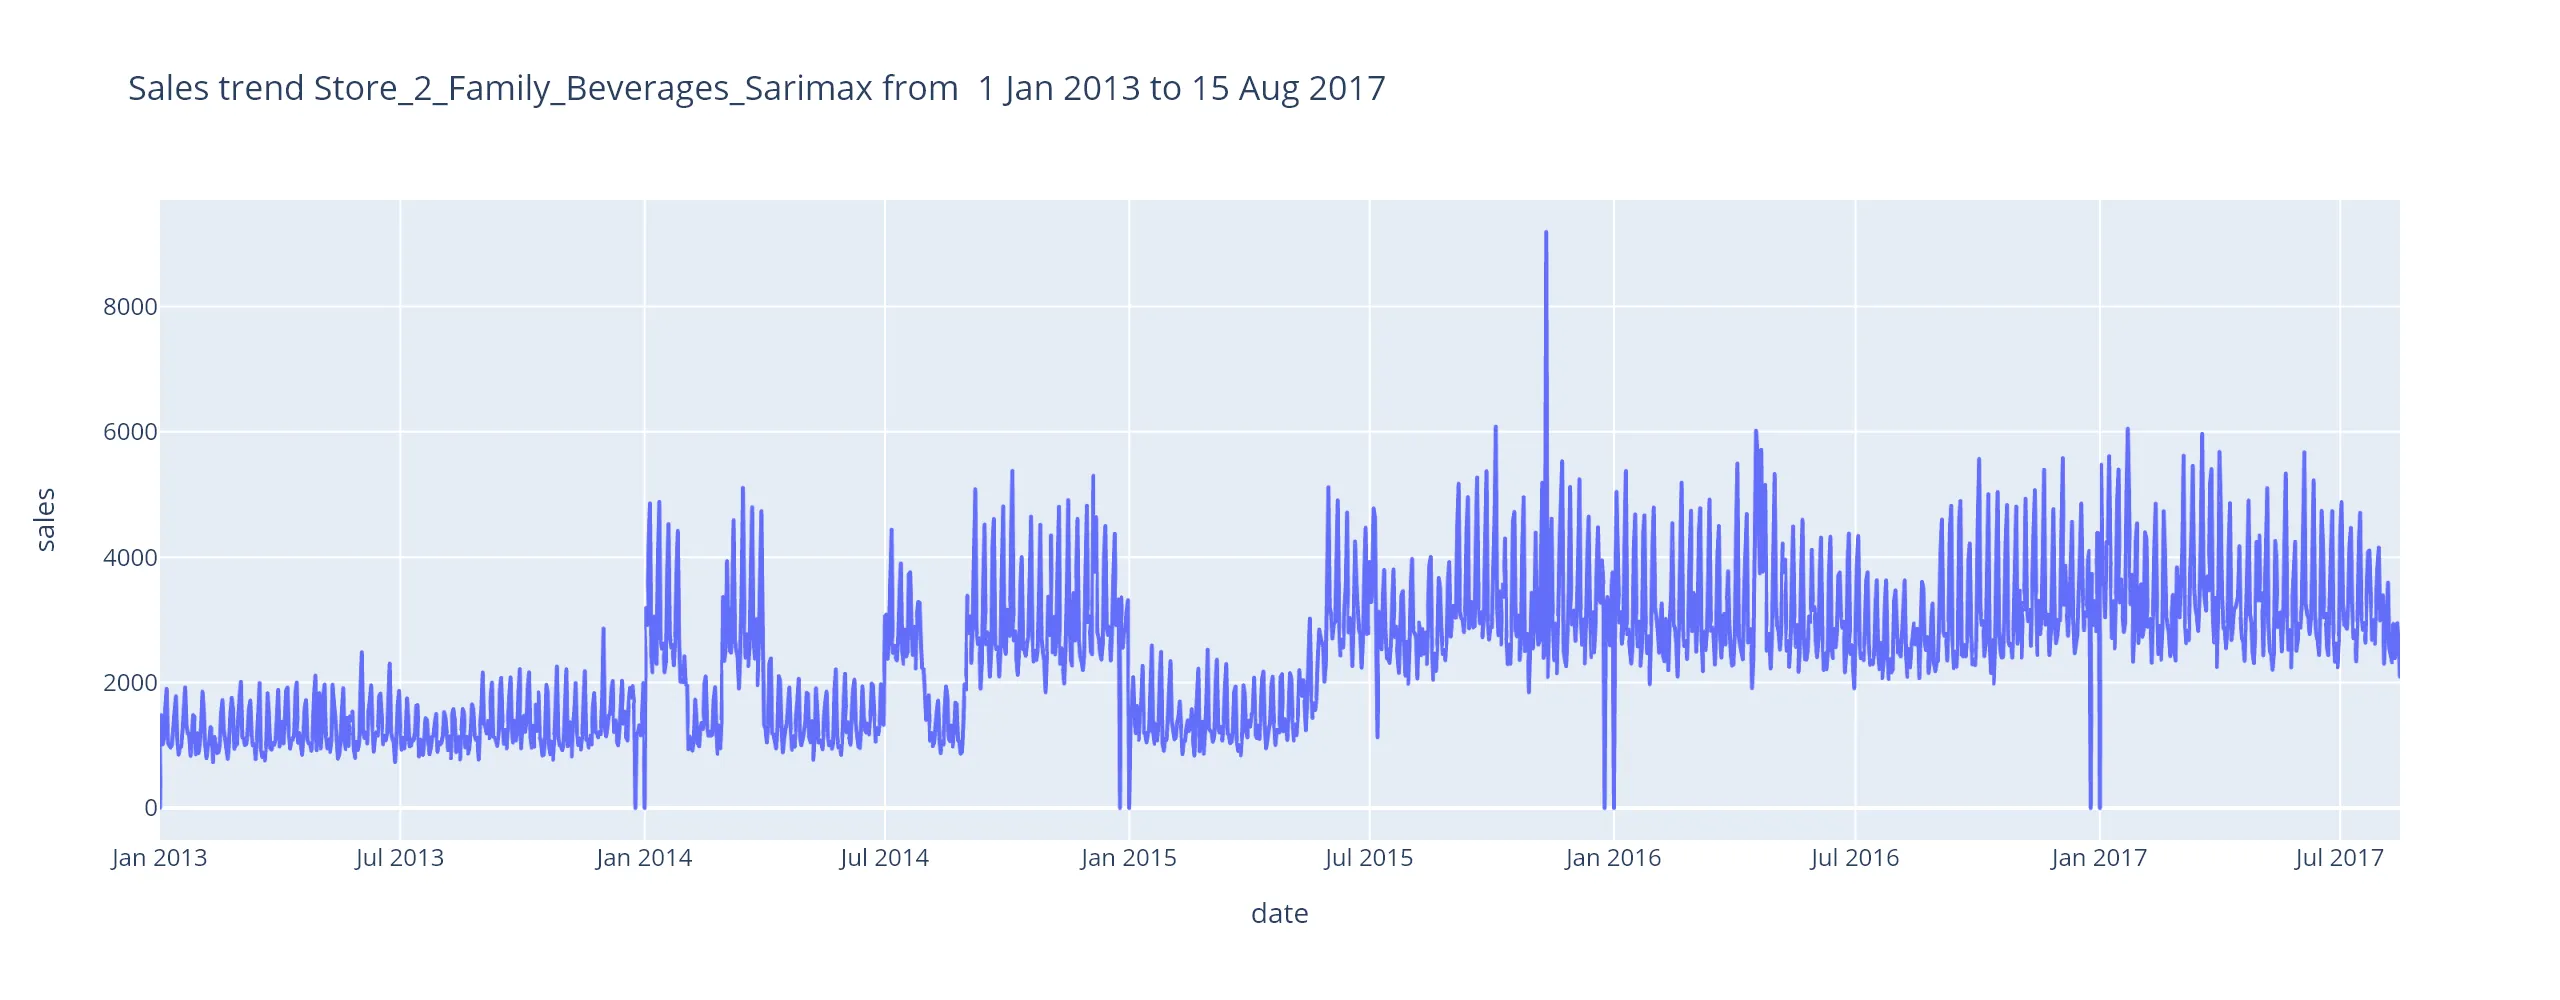 Sales trend Store_2_Family_Beverages_Sarimax from  1 Jan 2013 to 15 Aug 2017
8000
6000
sales
4000
2000
0
Jan 2013 Jul 2013 Jan 2014 Jul 2014 Jan 2015 Jul 2015 Jan 2016 Jul 2016 Jan 2017 Jul 2017
date